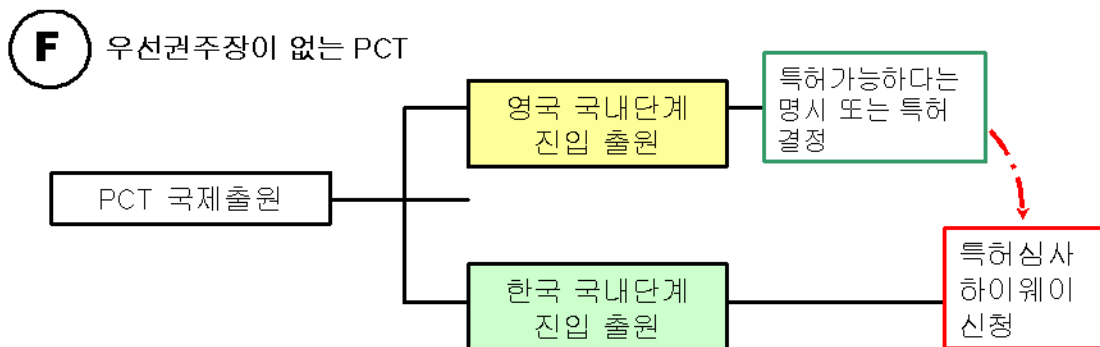 F 우선권주장이 없는 PCT
특허가능하다는
명시 또는 특허
결정
영국 국내단계
진입 출원
PCT 국제출원
특허심사
하이웨이
신청
한국 국내단계
진입 출원